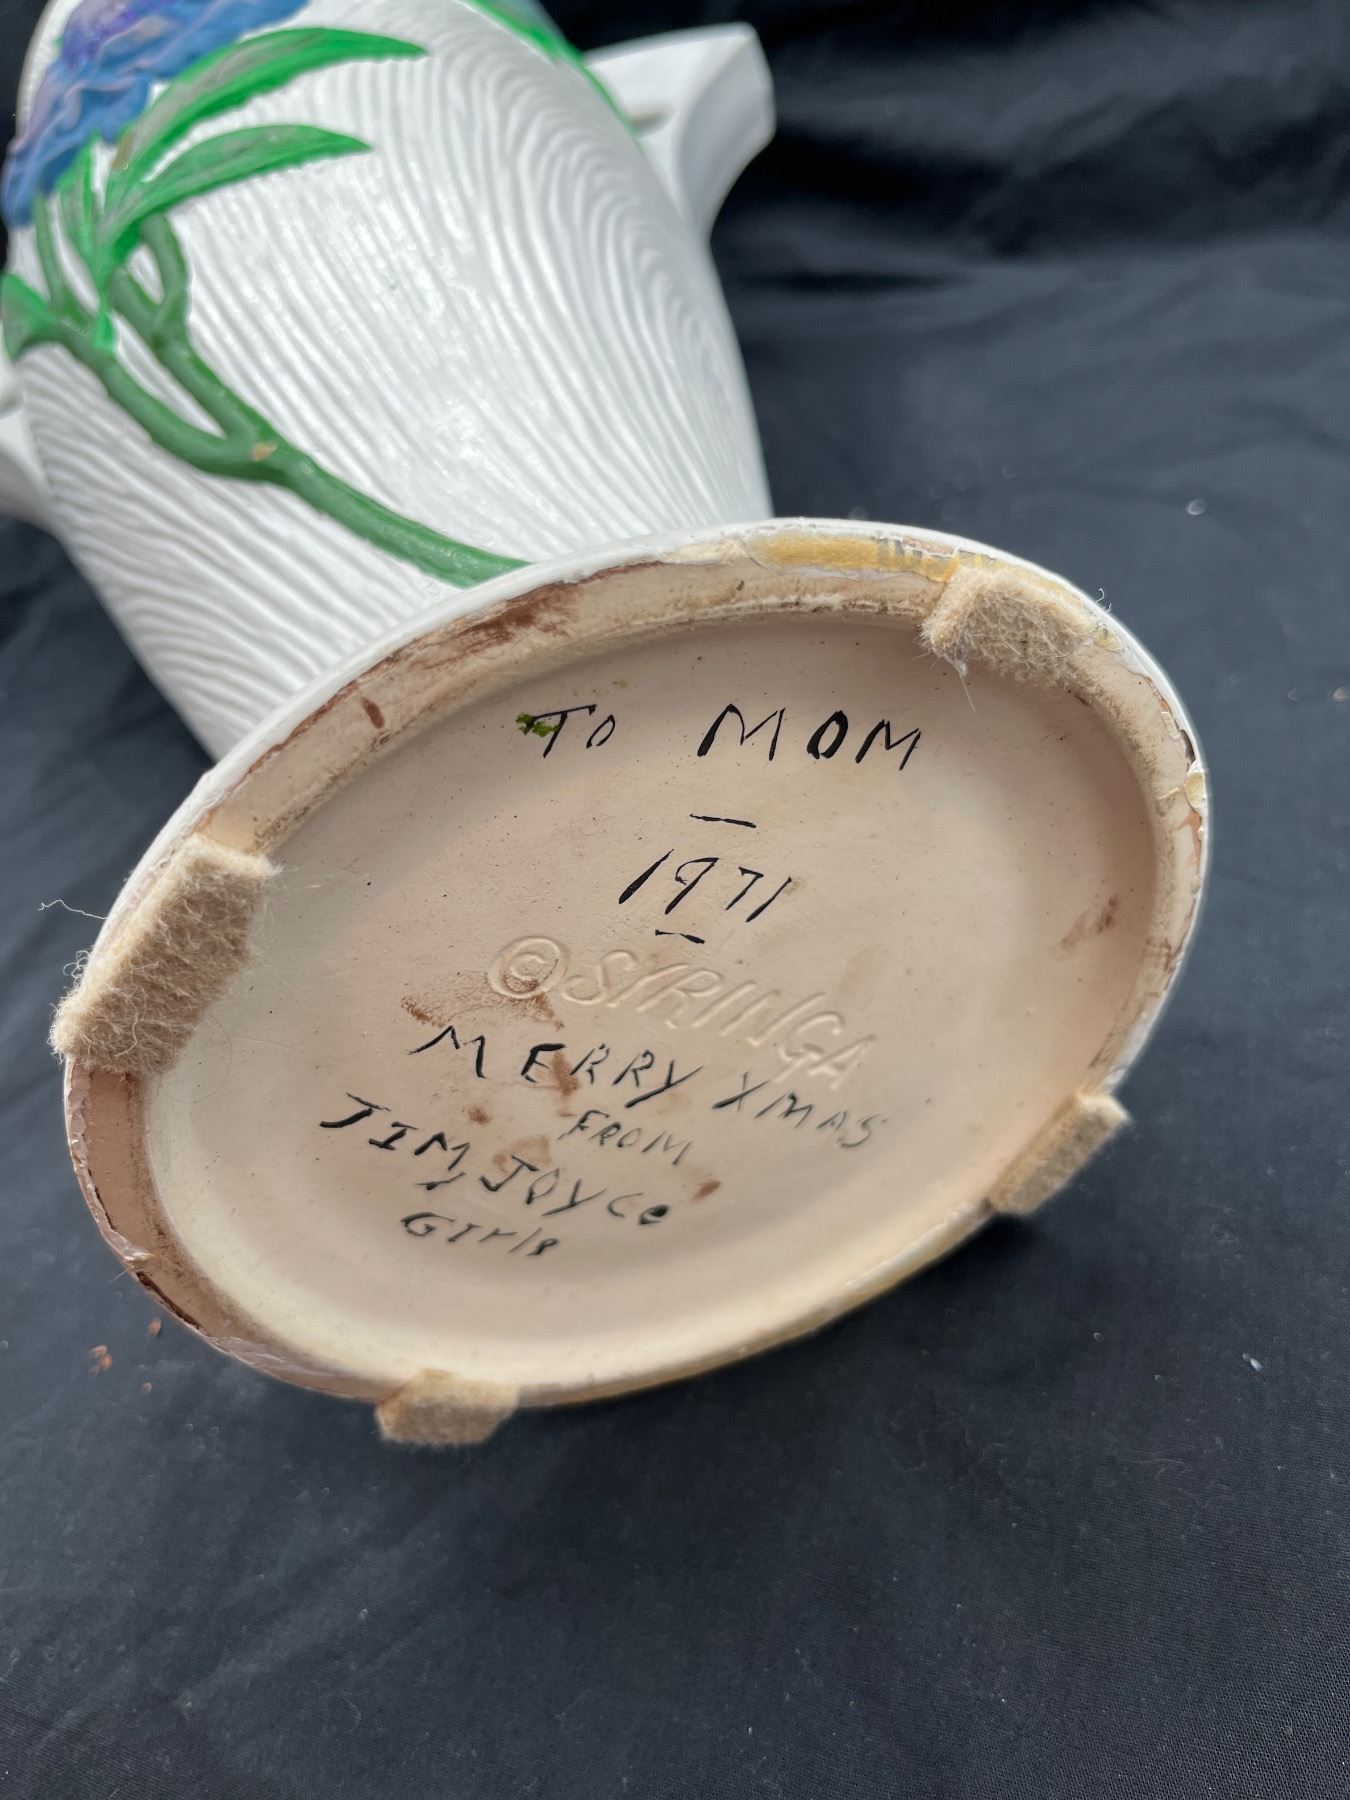 TO MOM
1971
© SYRINGA
MERRY XMAS
FROM
JIM, JOYce
GIrls